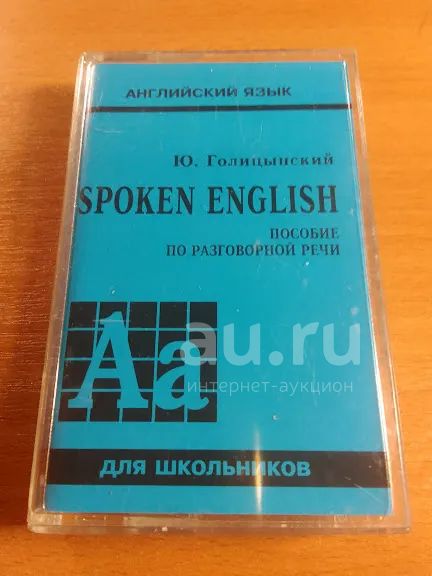 АНГЛИЙСКИЙ ЯЗЫК
Ю. Голицынский
SPOKEN ENGLISH
ПОСОБИЕ
ПО РАЗГОВОРНОЙ РЕЧИ
au.ru
интернет-аукцион
Aa
ДЛЯ ШКОЛЬНИКОВ